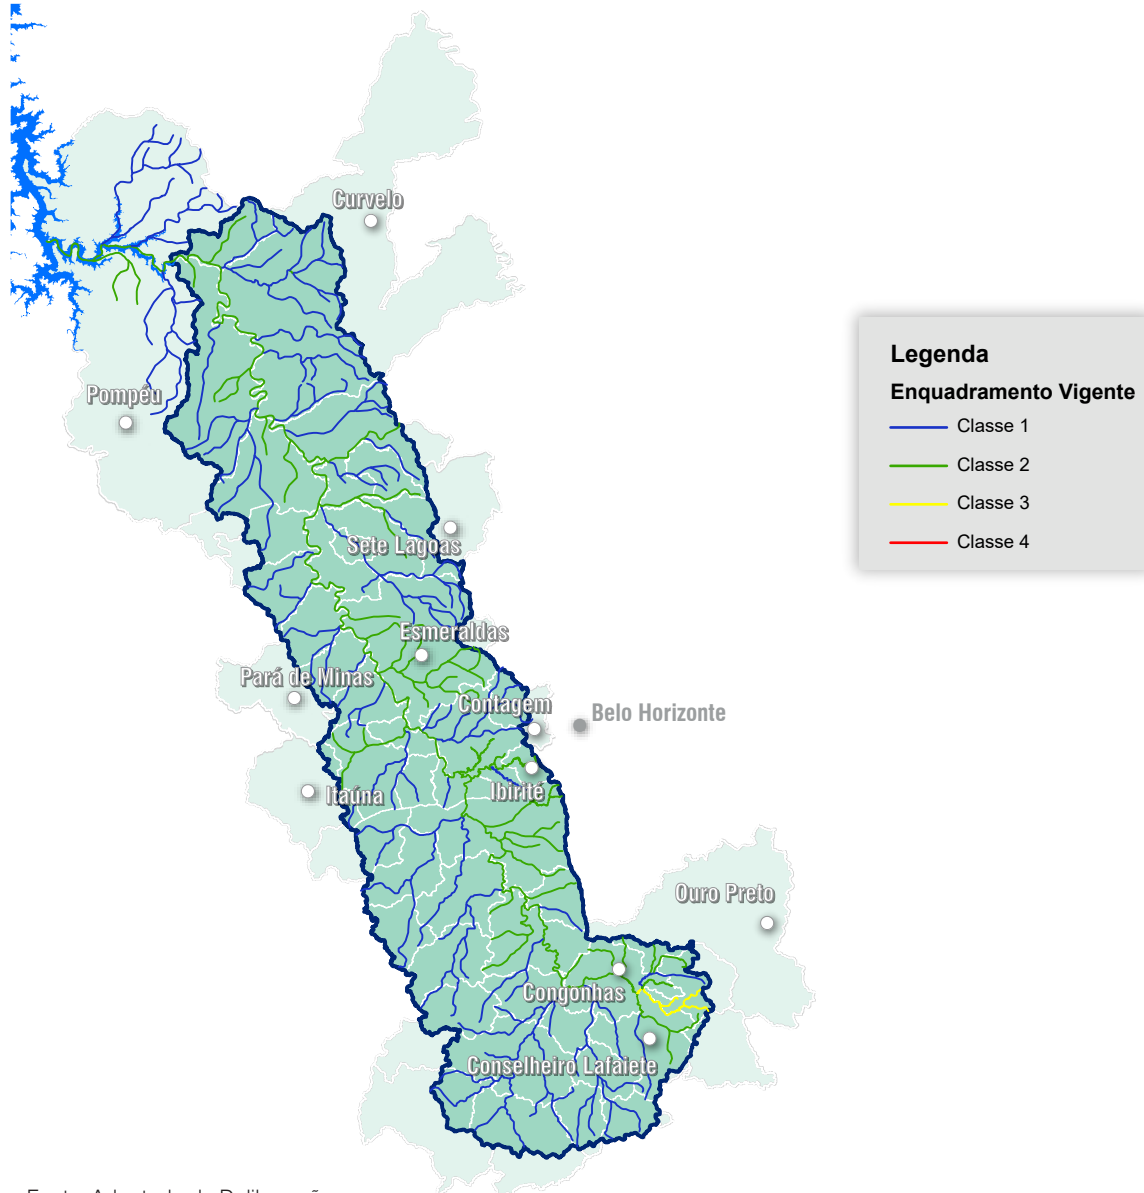 Curvelo
Pompéu
Sete Lagoas
Esmeraldas
Pará de Minas
Contagem
Belo Horizonte
Itaúna
Ibirité
Ouro Preto
Congonhas
Conselheiro Lafaiete
Legenda
Enquadramento Vigente
Classe 1
Classe 2
Classe 3
Classe 4